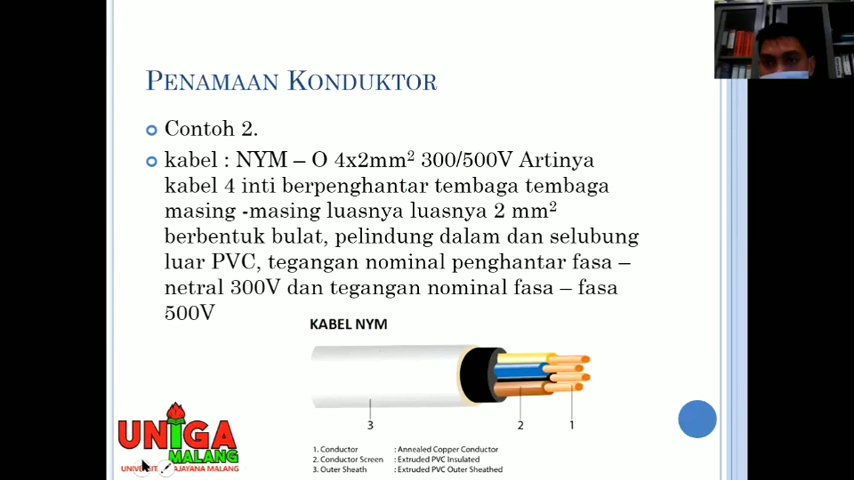 PENAMAAN KONDUKTOR
Contoh 2.
kabel : NYM – O 4x2mm² 300/500V Artinya
kabel 4 inti berpenghantar tembaga tembaga
masing -masing luasnya luasnya 2 mm²
berbentuk bulat, pelindung dalam dan selubung
luar PVC, tegangan nominal penghantar fasa –
netral 300V dan tegangan nominal fasa – fasa
500V
KABEL NYM
3
2
1
1. Conductor : Annealed Copper Conductor
2. Conductor Screen : Extruded PVC Insulated
3. Outer Sheath : Extruded PVC Outer Sheathed
UNIGA
MALANG
AJAYANA MALANG